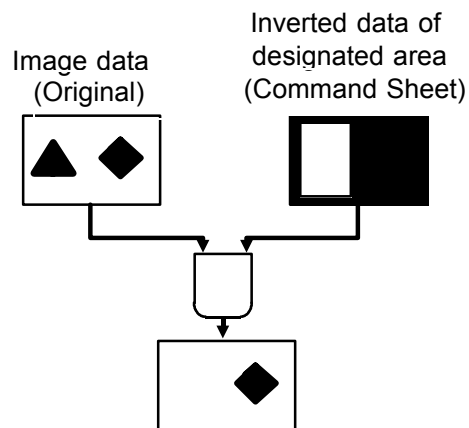 Image data
(Original)
Inverted data of
designated area
(Command Sheet)